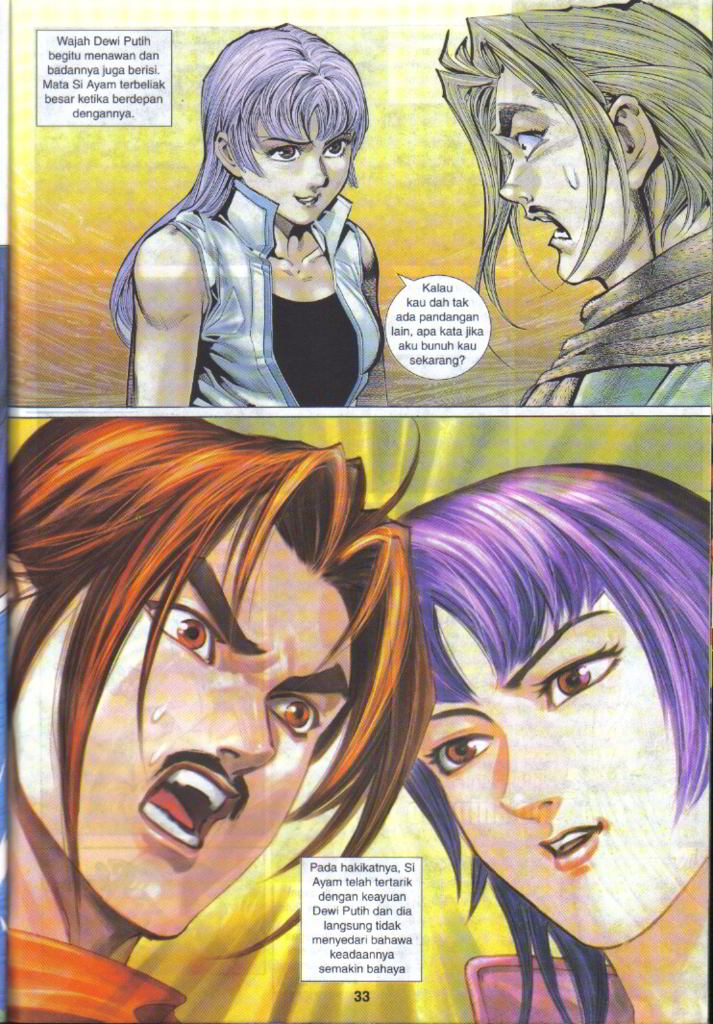 Wajah Dewi Putih
begitu menawan dan
badannya juga berisi.
Mata Si Ayam terbeliak
besar ketika berdepan
dengannya.
Kalau
kau dah tak
ada pandangan
lain, apa kata jika
aku bunuh kau
sekarang?
Pada hakikatnya, Si
Ayam telah tertarik
dengan keayuan
Dewi Putih dan dia
langsung tidak
menyedari bahawa
keadaannya
semakin bahaya
33